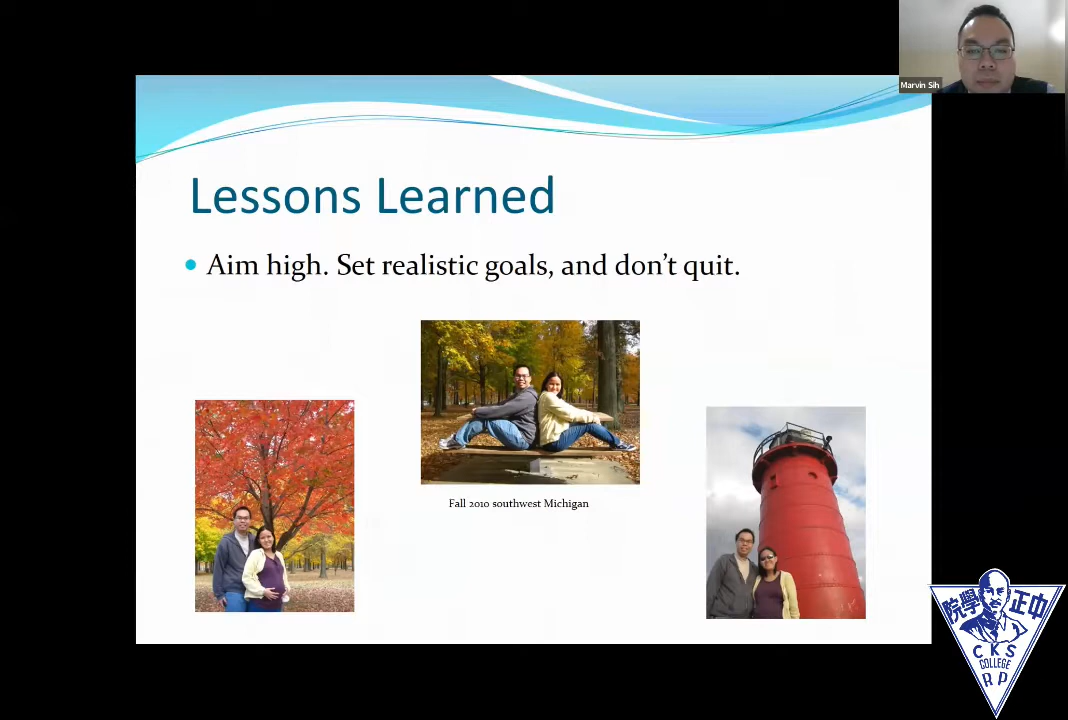 Marvin Sih
Lessons Learned
• Aim high. Set realistic goals, and don't quit.
Fall 2010 southwest Michigan
院學 正中
CKS
COLLEGE
RP